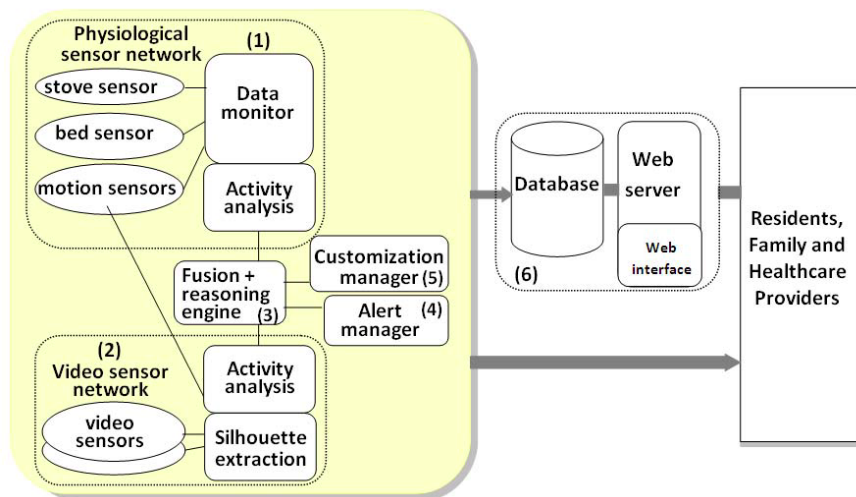 Physiological
sensor network
(1)
stove sensor
bed sensor
motion sensors
Data
monitor
Activity
analysis
Fusion +
reasoning
engine (3)
Customization
manager (5)
Alert (4)
manager
(2)
Video sensor
network
video
sensors
Activity
analysis
Silhouette
extraction
Database
Web
server
Web
interface
(6)
Residents,
Family and
Healthcare
Providers